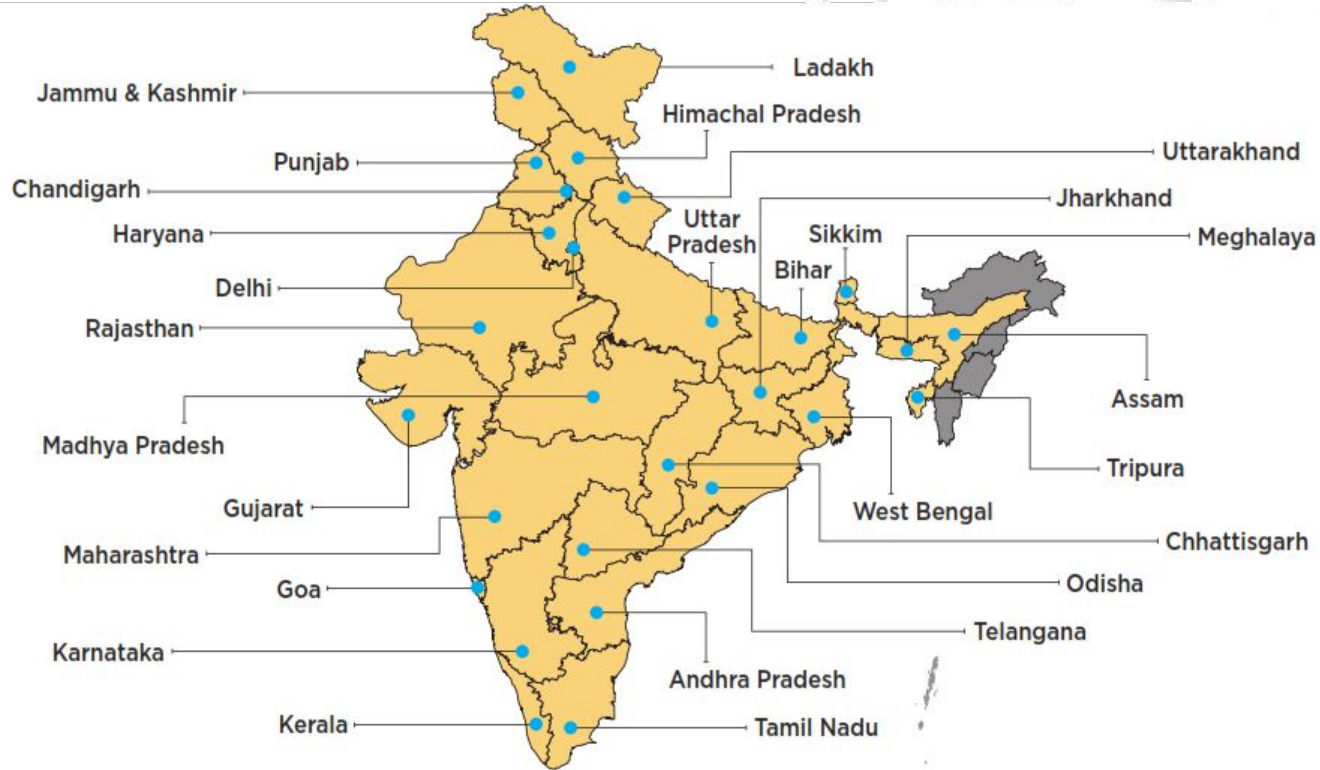 Ladakh
Jammu & Kashmir
Himachal Pradesh
Punjab
Uttarakhand
Chandigarh
Jharkhand
Haryana
Uttar
Pradesh
Sikkim
Meghalaya
Bihar
Delhi
Rajasthan
Assam
Madhya Pradesh
Tripura
Gujarat
West Bengal
Maharashtra
Chhattisgarh
Goa
Odisha
Telangana
Karnataka
Andhra Pradesh
Kerala
Tamil Nadu